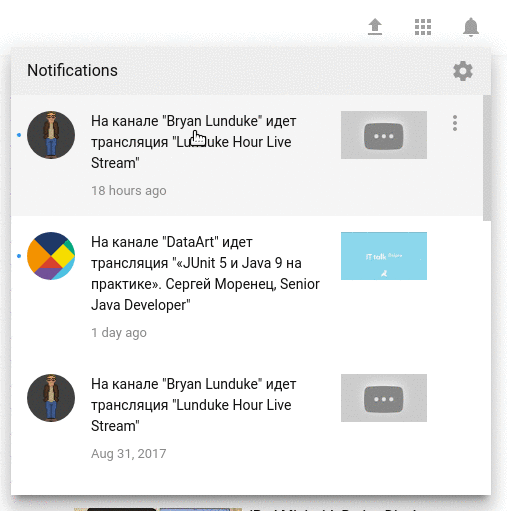 Notifications
На канале "Bryan Lunduke" идет
трансляция "Lunduke Hour Live
Stream"
18 hours ago
На канале "DataArt" идет
трансляция "«JUnit 5 и Java 9 на
практике». Сергей Моренец, Senior
Java Developer"
IT-talk
1 day ago
На канале "Bryan Lunduke" идет
трансляция "Lunduke Hour Live
Stream"
Aug 31, 2017